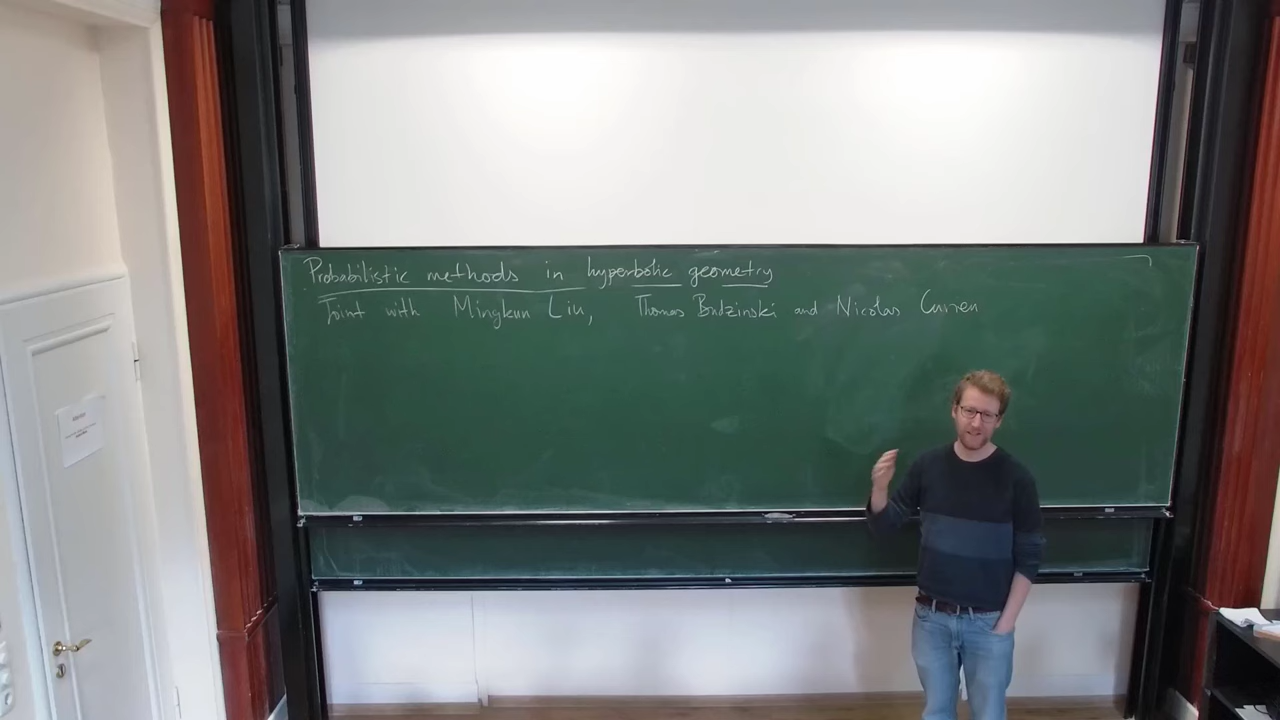 Probabilistic methods in hyperbolic geometry
Joint with Mingkun Liu, Thomas Budzinski and Nicolas Curien